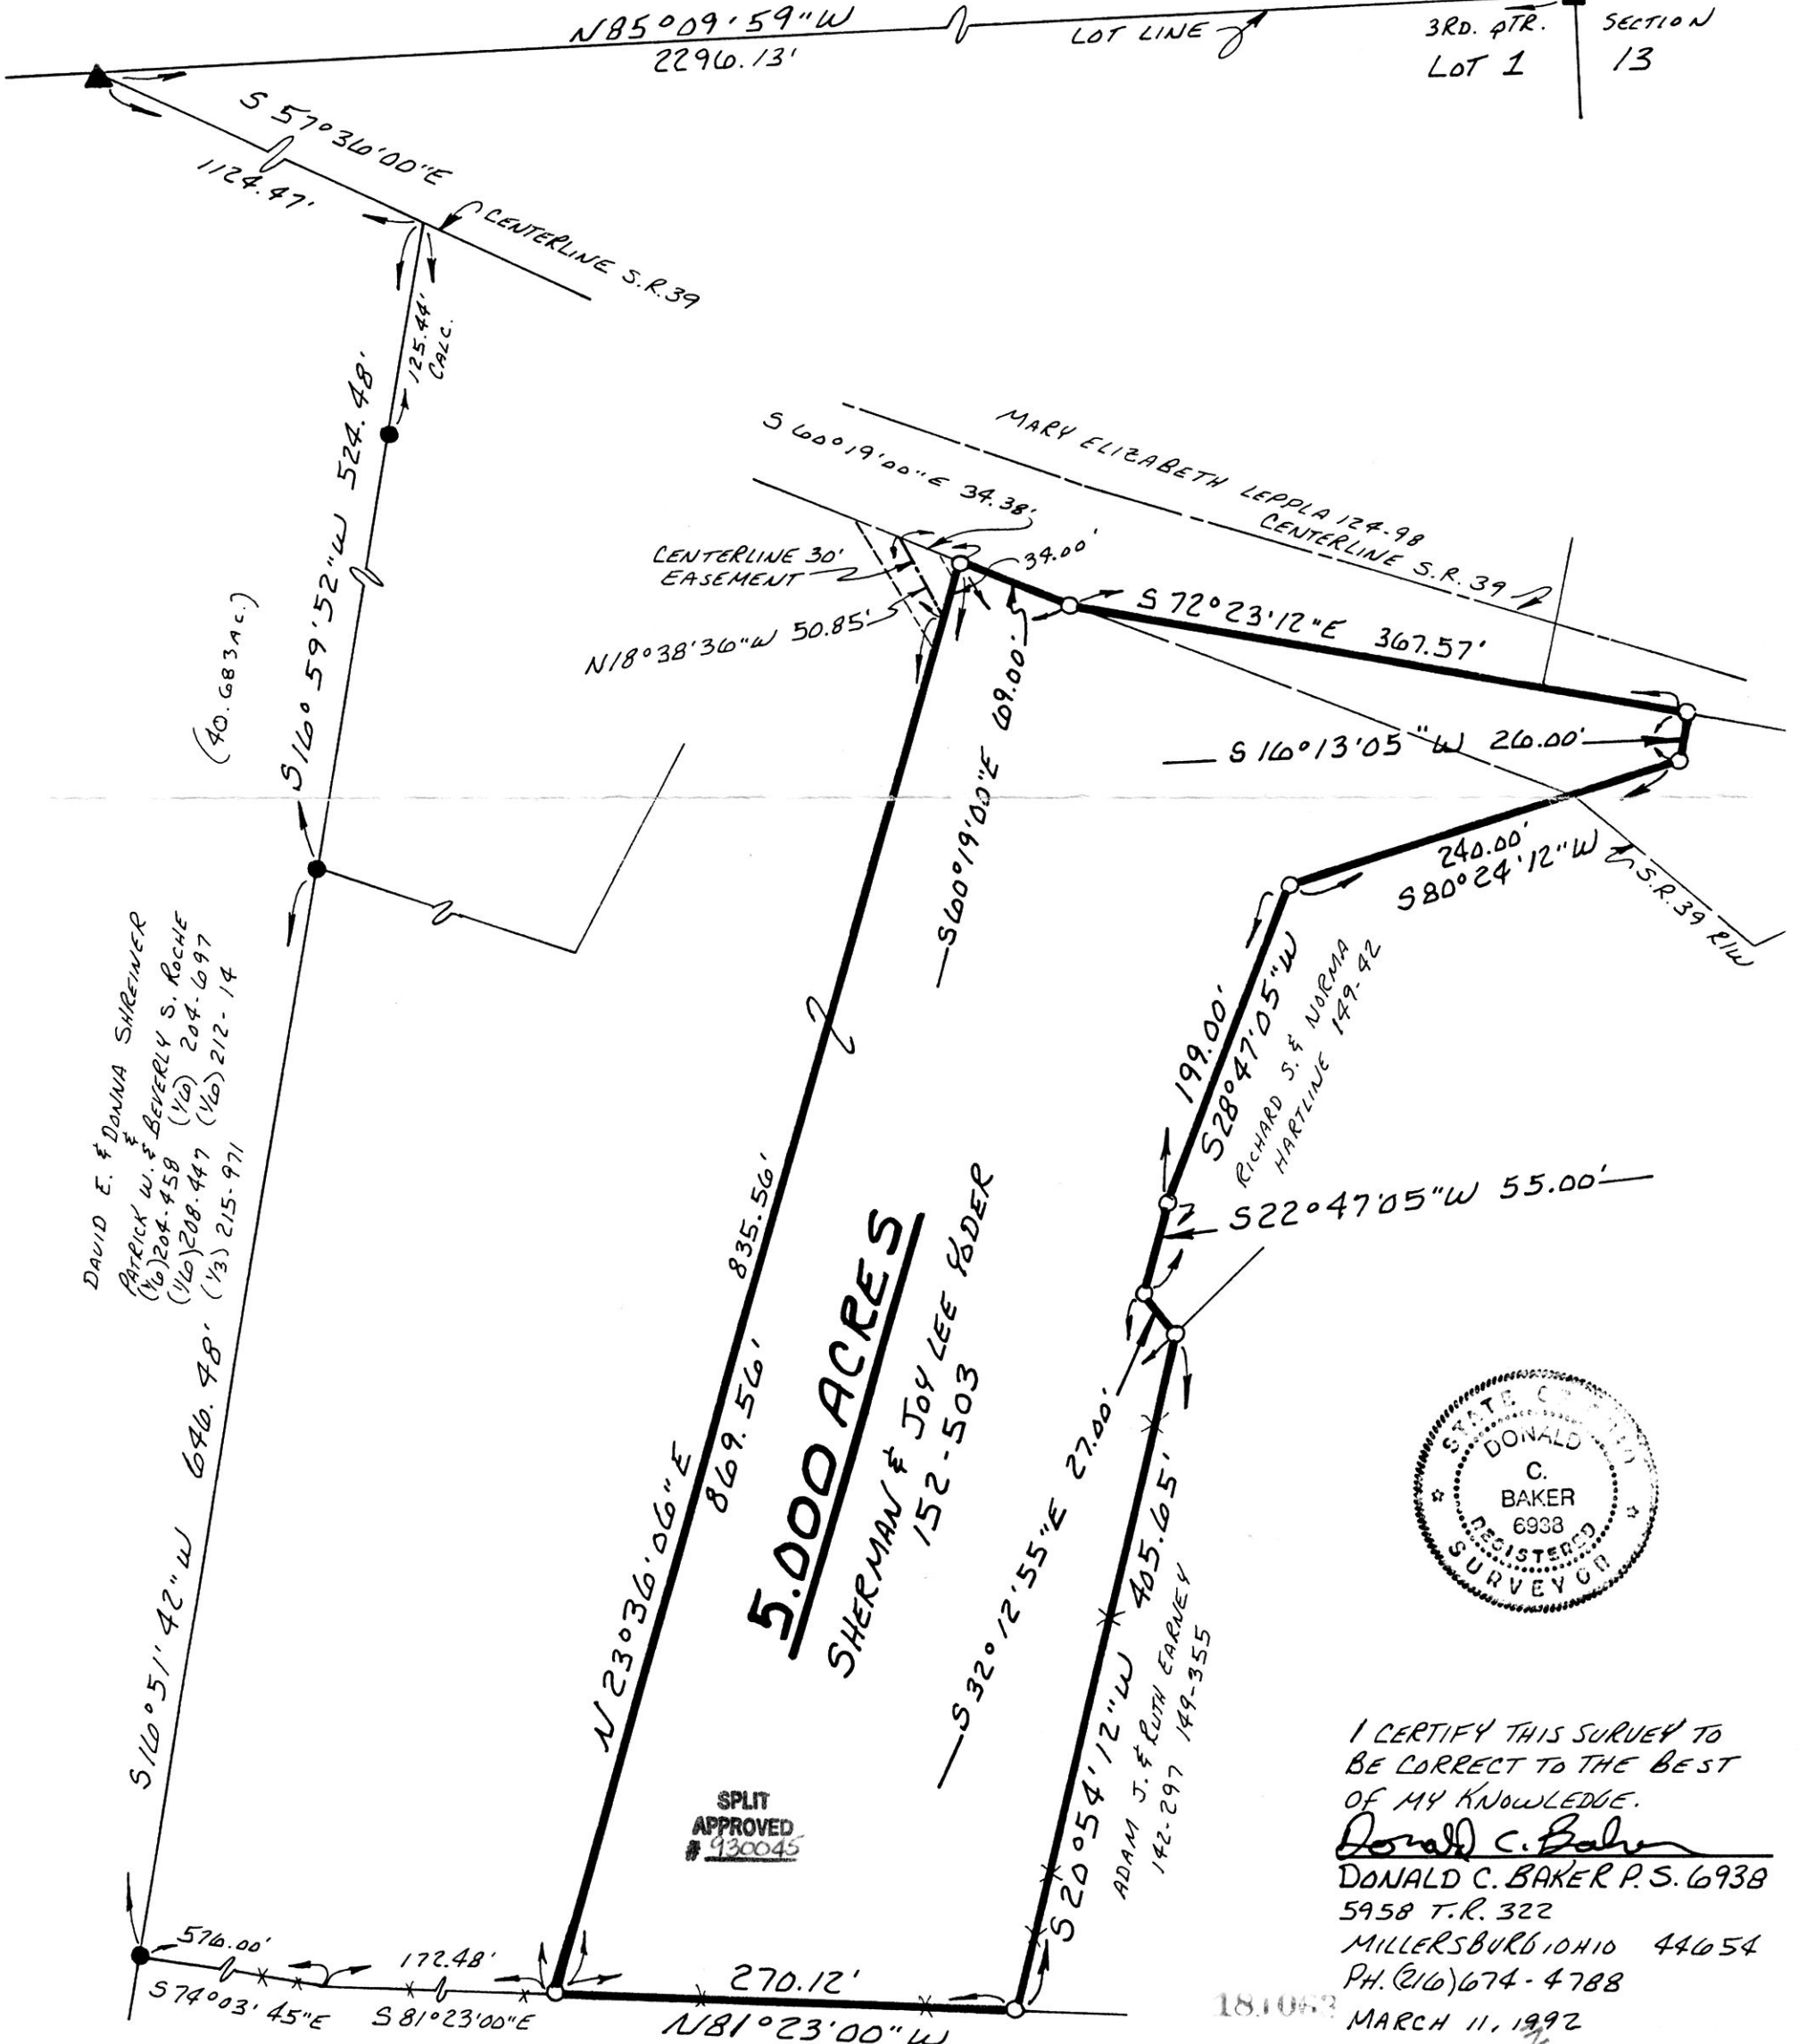 N85°09'59"W
2296.13'
LOT LINE
3RD. QTR.
LOT 1
SECTION
13
S 57°36'00"E
1124.47'
CENTERLINE S.R.39
125.44'
CALC.
S16°59'52"W 524.48'
(40.683 AC.)
MARY ELIZABETH LEPPLA 124-98
CENTERLINE S.R. 39
S 60°19'00"E 34.38'
34.00'
CENTERLINE 30'
EASEMENT
N18°38'36"W 50.85'
S60°19'00"E 69.00'
S 72°23'12"E 367.57'
S 16°13'05"W 26.00'
240.00'
S80°24'12"W
S.R.39 R/W
199.00'
S28°47'05"W
RICHARD S. & NORMA
HARTLINE 149-42
S22°47'05"W 55.00'
DAVID E. & DONNA SHREINER
&
PATRICK W. & BEVERLY S. ROCHE
(1/6) 204-458 (1/6) 204-697
(1/6) 208-447 (1/6) 212-14
(1/3) 215-971
S16°51'42"W 646.48'
835.56'
N23°36'06"E
869.56'
5.000 ACRES
SHERMAN & JOY LEE YODER
152-503
S32°12'55"E 27.00'
S20°54'12"W 405.65'
ADAM J. & RUTH EARNEY
142-297 149-355
STATE OF OHIO
DONALD
C.
BAKER
6938
REGISTERED
SURVEYOR
SPLIT
APPROVED
# 930045
I CERTIFY THIS SURVEY TO
BE CORRECT TO THE BEST
OF MY KNOWLEDGE.
Donald C. Baker
DONALD C. BAKER P.S. 6938
5958 T.R. 322
MILLERSBURG, OHIO 44654
PH. (216) 674-4788
MARCH 11, 1992
576.00'
S74°03'45"E
172.48'
S81°23'00"E
270.12'
N81°23'00"W